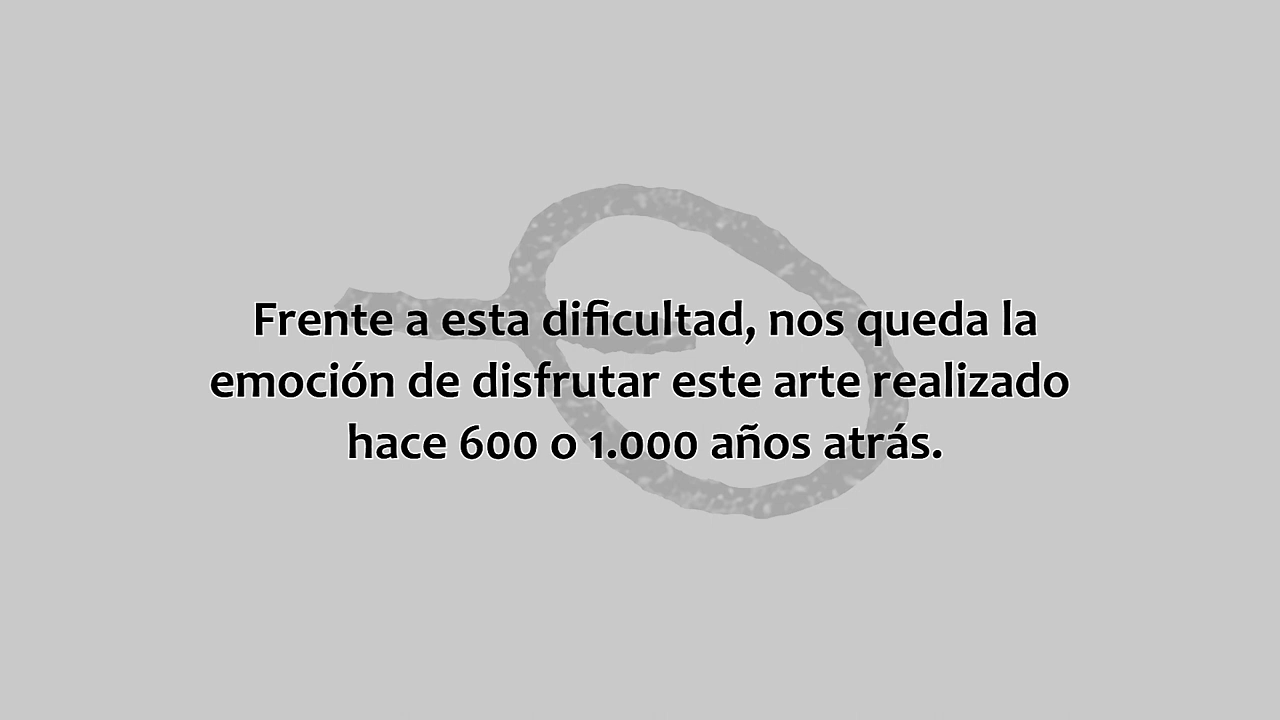 Frente a esta dificultad, nos queda la
emoción de disfrutar este arte realizado
hace 600 o 1.000 años atrás.